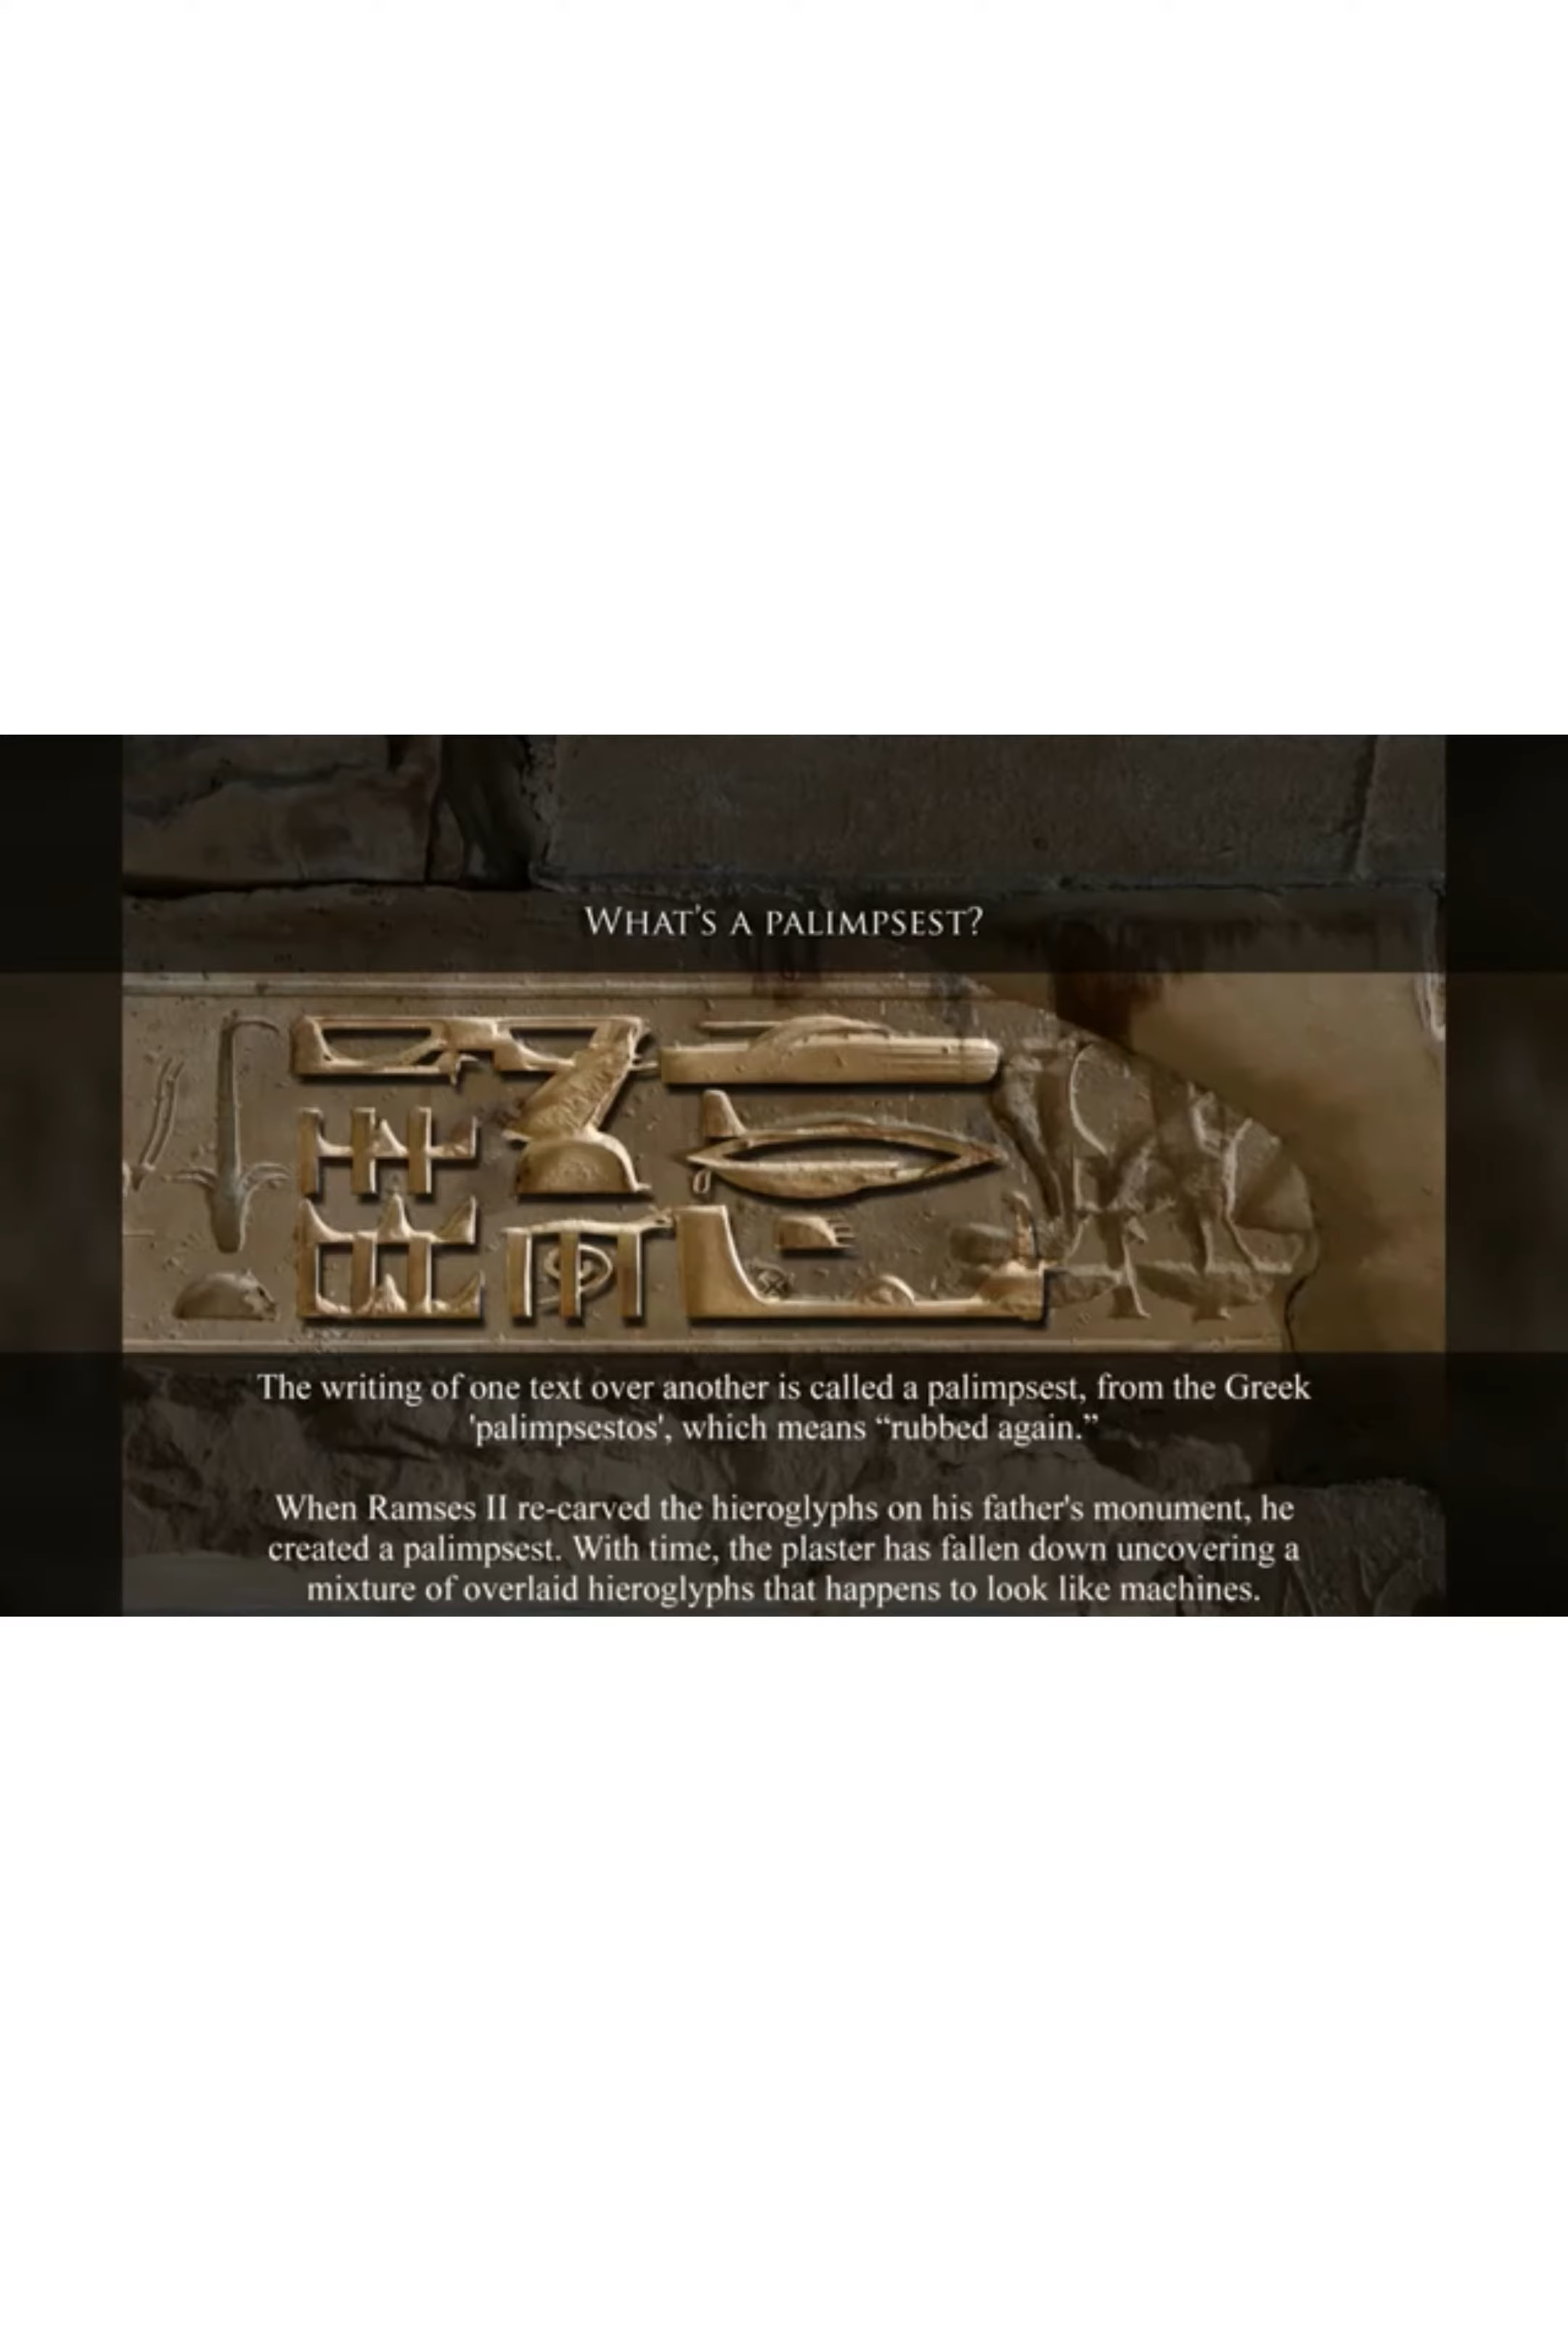 WHAT'S A PALIMPSEST?
The writing of one text over another is called a palimpsest, from the Greek
'palimpsestos', which means “rubbed again.”
When Ramses II re-carved the hieroglyphs on his father's monument, he
created a palimpsest. With time, the plaster has fallen down uncovering a
mixture of overlaid hieroglyphs that happens to look like machines.